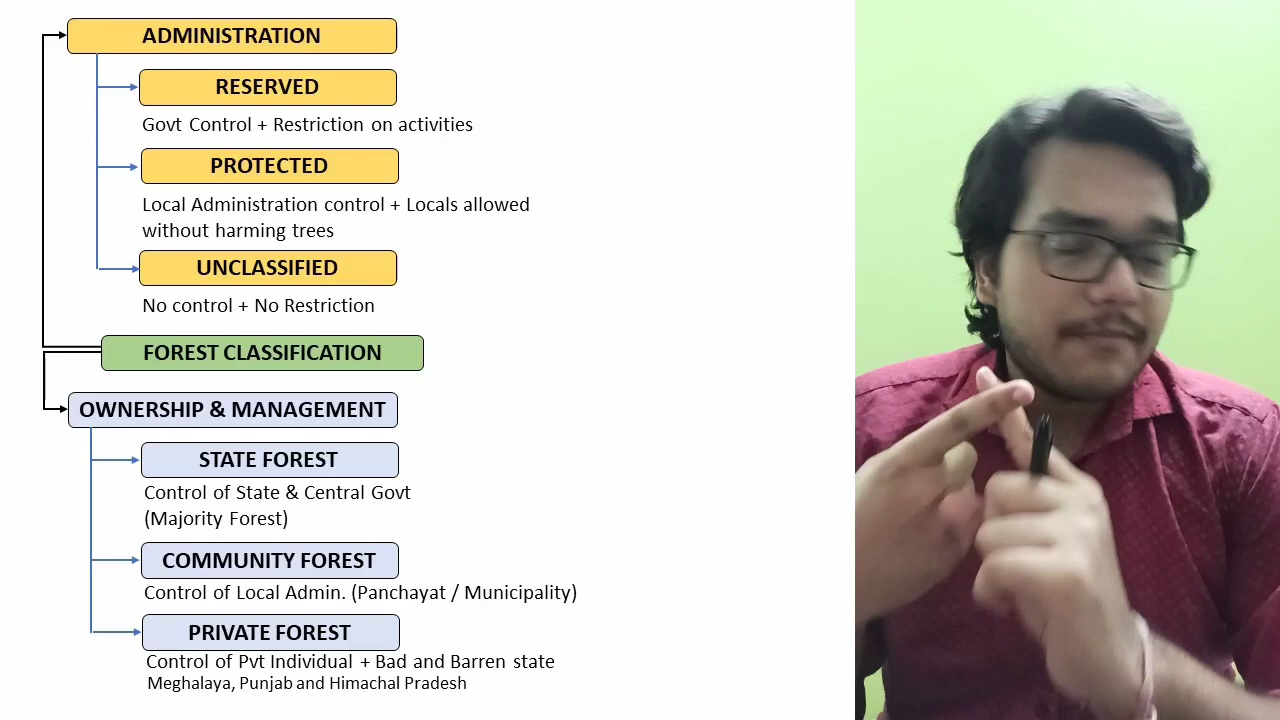 ADMINISTRATION
RESERVED
Govt Control + Restriction on activities
PROTECTED
Local Administration control + Locals allowed
without harming trees
UNCLASSIFIED
No control + No Restriction
FOREST CLASSIFICATION
OWNERSHIP & MANAGEMENT
STATE FOREST
Control of State & Central Govt
(Majority Forest)
COMMUNITY FOREST
Control of Local Admin. (Panchayat / Municipality)
PRIVATE FOREST
Control of Pvt Individual + Bad and Barren state
Meghalaya, Punjab and Himachal Pradesh